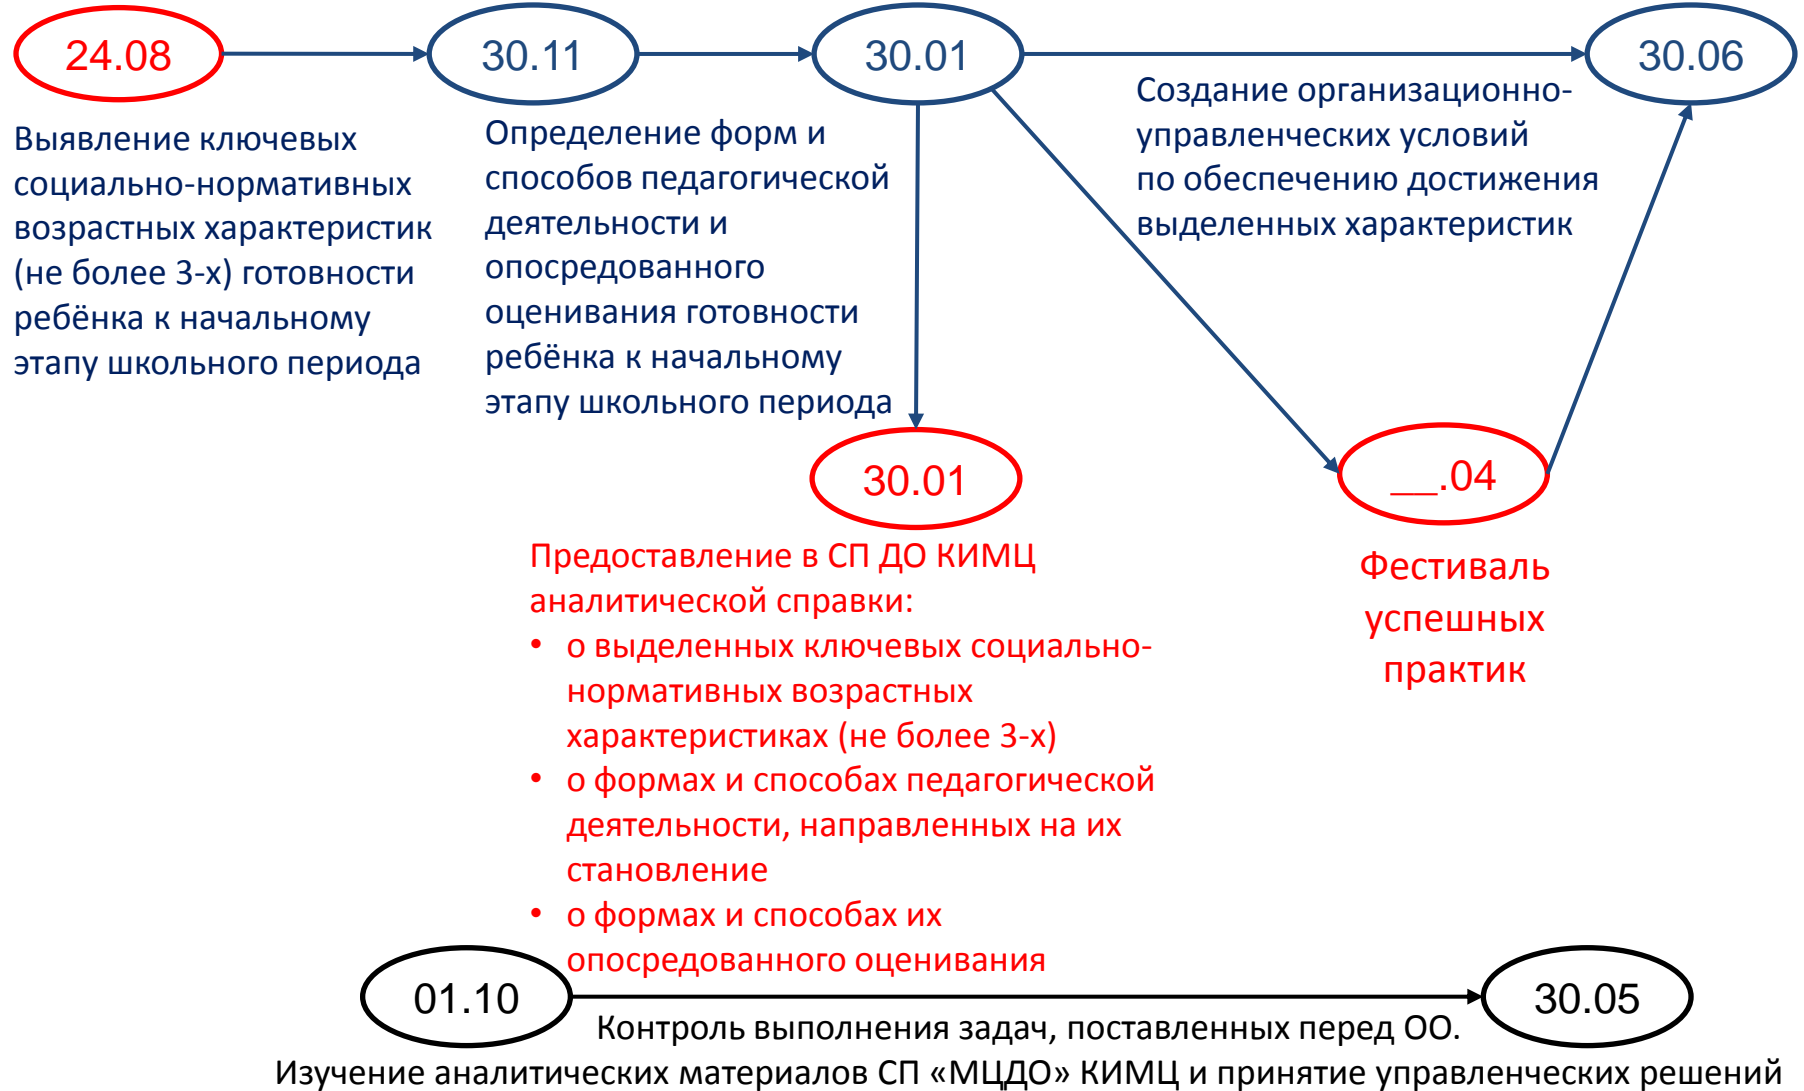 24.08
30.11
30.01
30.06
Выявление ключевых
социально-нормативных
возрастных характеристик
(не более 3-х) готовности
ребёнка к начальному
этапу школьного периода
Определение форм и
способов педагогической
деятельности и
опосредованного
оценивания готовности
ребёнка к начальному
этапу школьного периода
Создание организационно-
управленческих условий
по обеспечению достижения
выделенных характеристик
30.01
__.04
Предоставление в СП ДО КИМЦ
аналитической справки:
• о выделенных ключевых социально-
нормативных возрастных
характеристиках (не более 3-х)
• о формах и способах педагогической
деятельности, направленных на их
становление
• о формах и способах их
опосредованного оценивания
Фестиваль
успешных
практик
01.10
30.05
Контроль выполнения задач, поставленных перед ОО.
Изучение аналитических материалов СП «МЦДО» КИМЦ и принятие управленческих решений